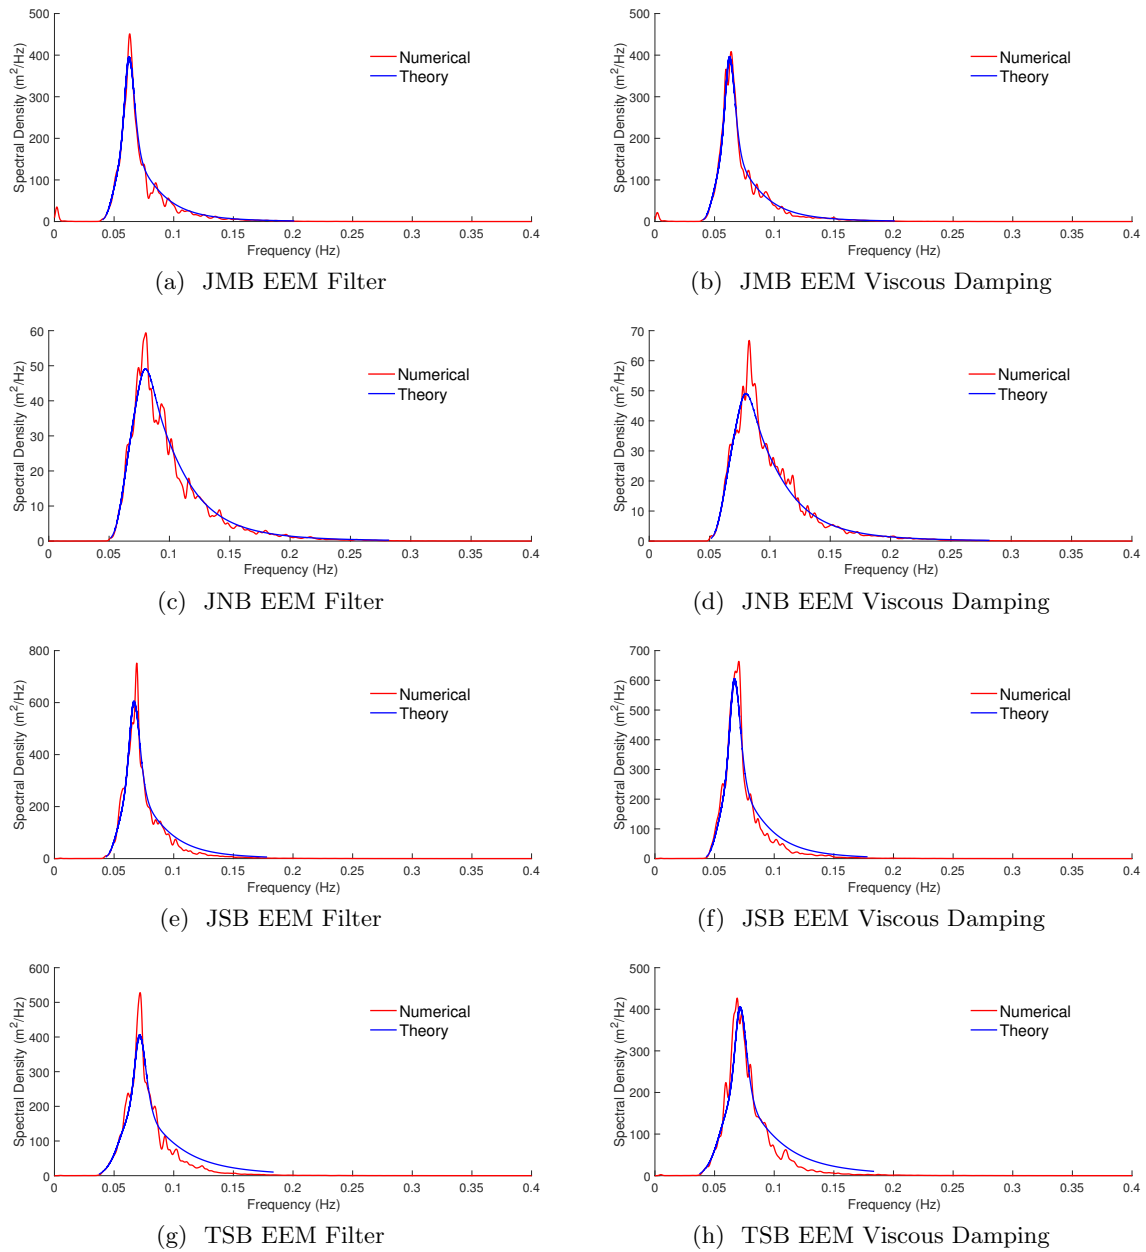 500
400
300
200
100
0
Spectral Density (m²/Hz)
Numerical
Theory
0 0.05 0.1 0.15 0.2 0.25 0.3 0.35 0.4
Frequency (Hz)
(a) JMB EEM Filter
500
400
300
200
100
0
Spectral Density (m²/Hz)
Numerical
Theory
0 0.05 0.1 0.15 0.2 0.25 0.3 0.35 0.4
Frequency (Hz)
(b) JMB EEM Viscous Damping
60
50
40
30
20
10
0
Spectral Density (m²/Hz)
Numerical
Theory
0 0.05 0.1 0.15 0.2 0.25 0.3 0.35 0.4
Frequency (Hz)
(c) JNB EEM Filter
70
60
50
40
30
20
10
0
Spectral Density (m²/Hz)
Numerical
Theory
0 0.05 0.1 0.15 0.2 0.25 0.3 0.35 0.4
Frequency (Hz)
(d) JNB EEM Viscous Damping
800
600
400
200
0
Spectral Density (m²/Hz)
Numerical
Theory
0 0.05 0.1 0.15 0.2 0.25 0.3 0.35 0.4
Frequency (Hz)
(e) JSB EEM Filter
700
600
500
400
300
200
100
0
Spectral Density (m²/Hz)
Numerical
Theory
0 0.05 0.1 0.15 0.2 0.25 0.3 0.35 0.4
Frequency (Hz)
(f) JSB EEM Viscous Damping
600
500
400
300
200
100
0
Spectral Density (m²/Hz)
Numerical
Theory
0 0.05 0.1 0.15 0.2 0.25 0.3 0.35 0.4
Frequency (Hz)
(g) TSB EEM Filter
500
400
300
200
100
0
Spectral Density (m²/Hz)
Numerical
Theory
0 0.05 0.1 0.15 0.2 0.25 0.3 0.35 0.4
Frequency (Hz)
(h) TSB EEM Viscous Damping